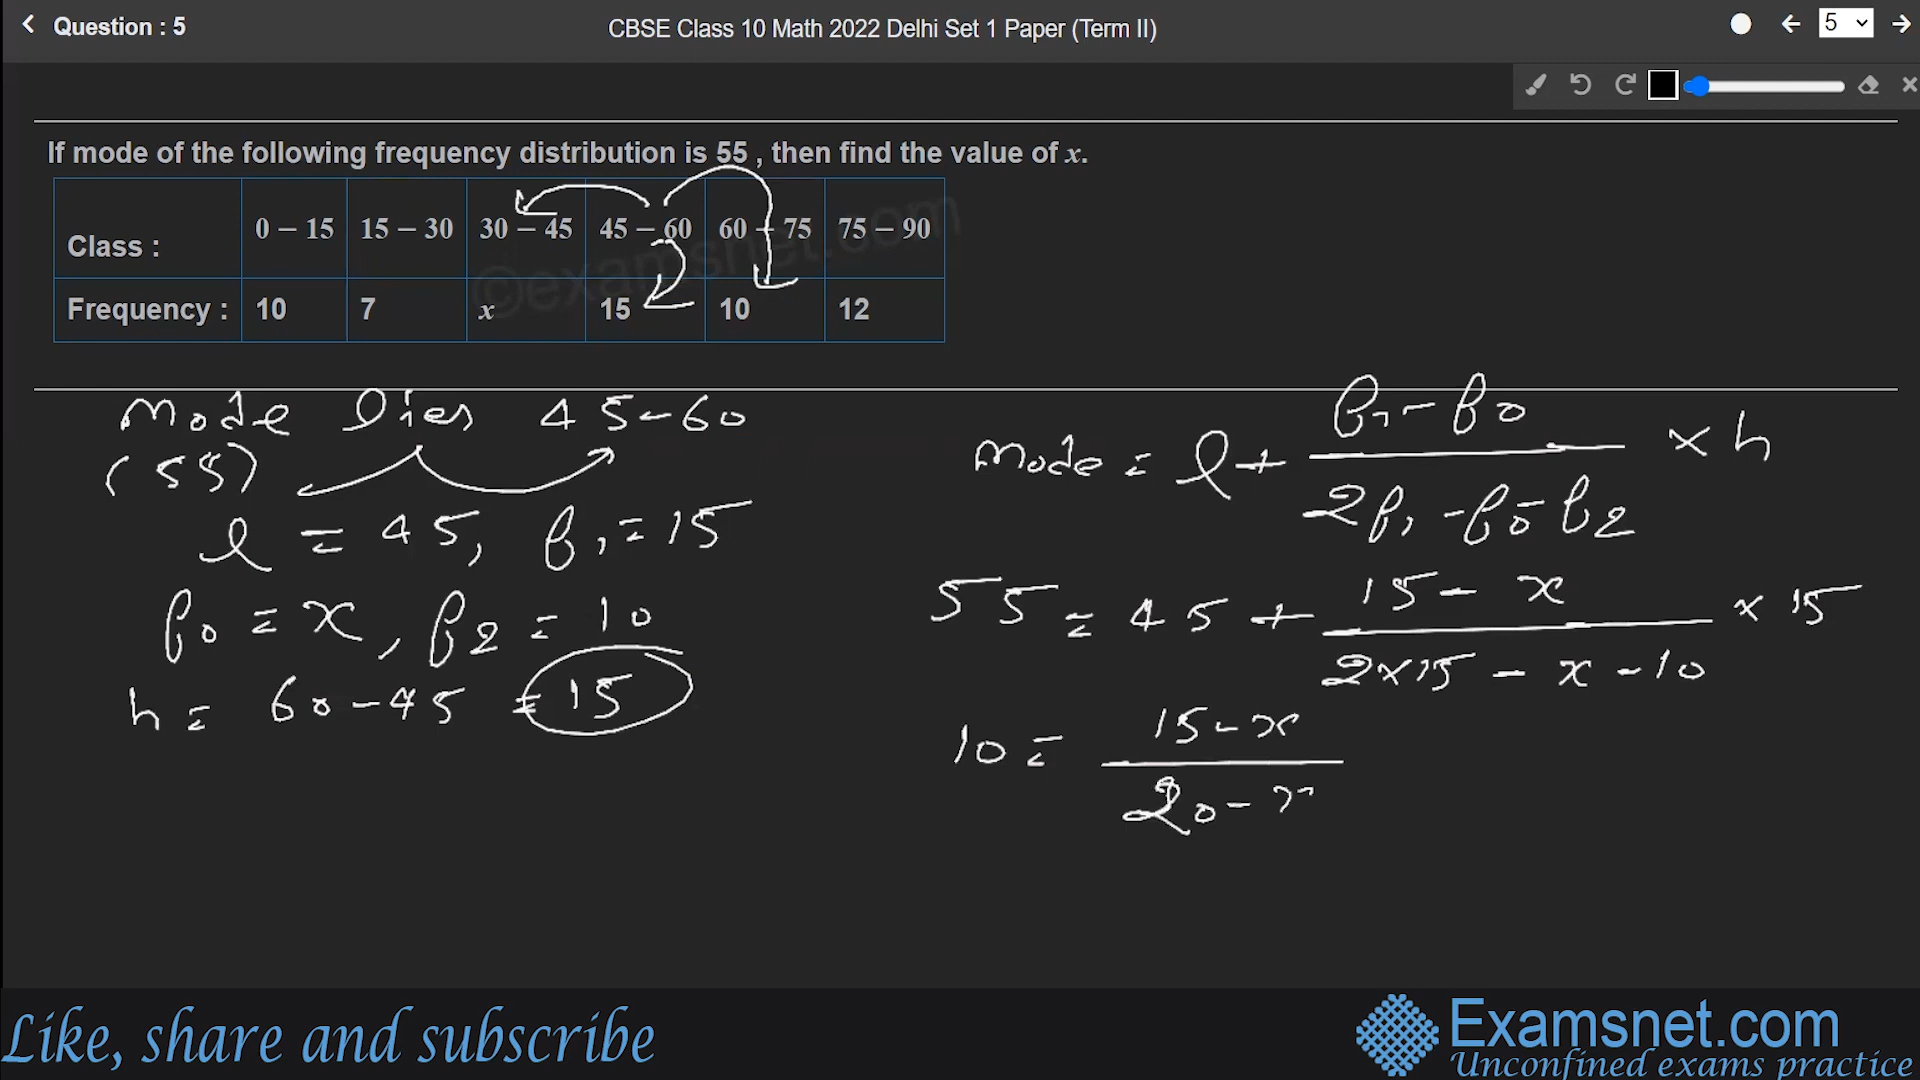 Question : 5
CBSE Class 10 Math 2022 Delhi Set 1 Paper (Term II)
5
If mode of the following frequency distribution is 55 , then find the value of x.
Class : 0 − 15 15 − 30 30 − 45 45 − 60 60 − 75 75 − 90
Frequency : 10 7 x 15 10 12
©examsnet.com
Mode lies 45-60
(55)
l = 45, f1 = 15
f0 = x, f2 = 10
h = 60-45 = 15
Mode = l + f1 - f0 / 2f1 - f0 - f2 × h
55 = 45 + 15 - x / 2×15 - x - 10 × 15
10 = 15 - x / 20 - x
Like, share and subscribe
Examsnet.com
Unconfined exams practice